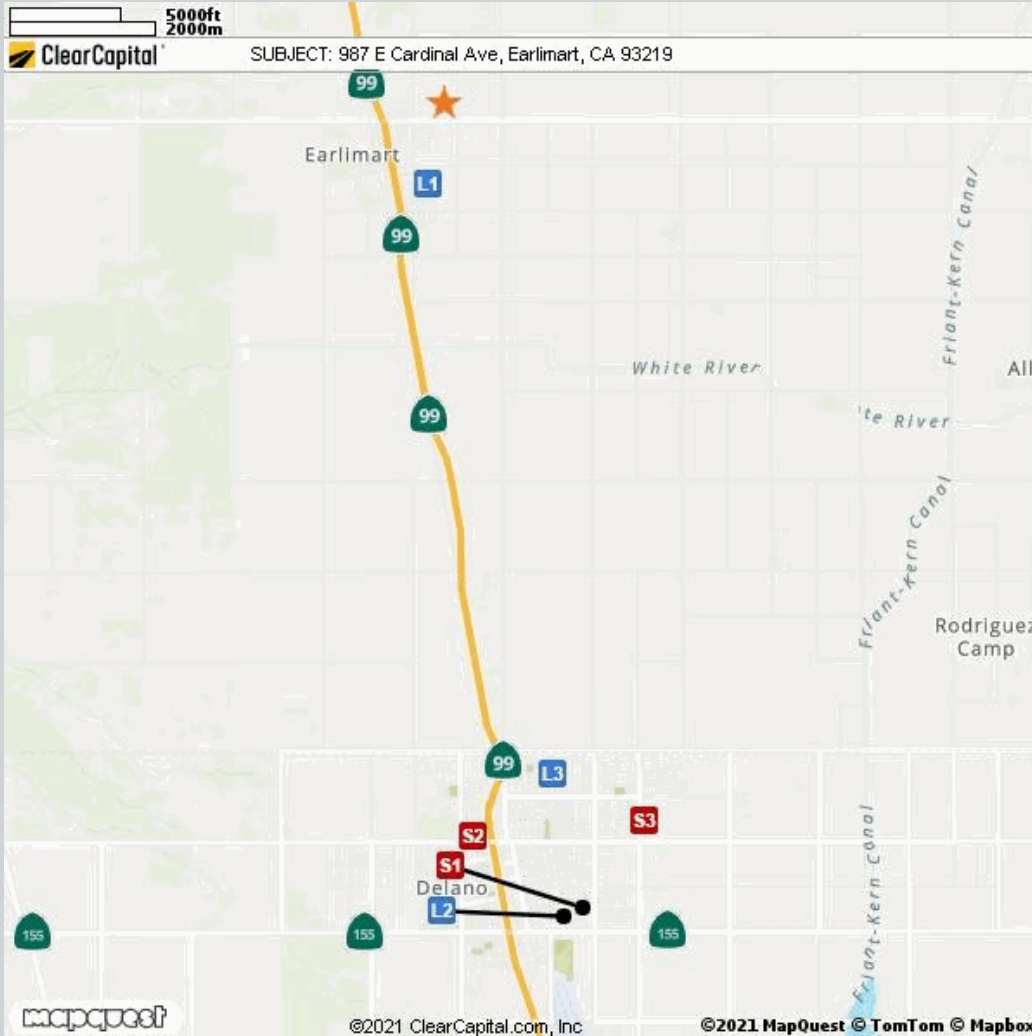 5000ft
2000m
ClearCapital SUBJECT: 987 E Cardinal Ave, Earlimart, CA 93219
99
Earlimart
L1
99
Friant-Kern Canal
White River
All
99
te River
Friant-Kern Canal
Rodriguez
Camp
99
L3
S3
S2
S1
Delano
L2
155
155
155
Friant-Kern Canal
mapquest
©2021 ClearCapital.com, Inc
©2021 MapQuest © TomTom © Mapbox